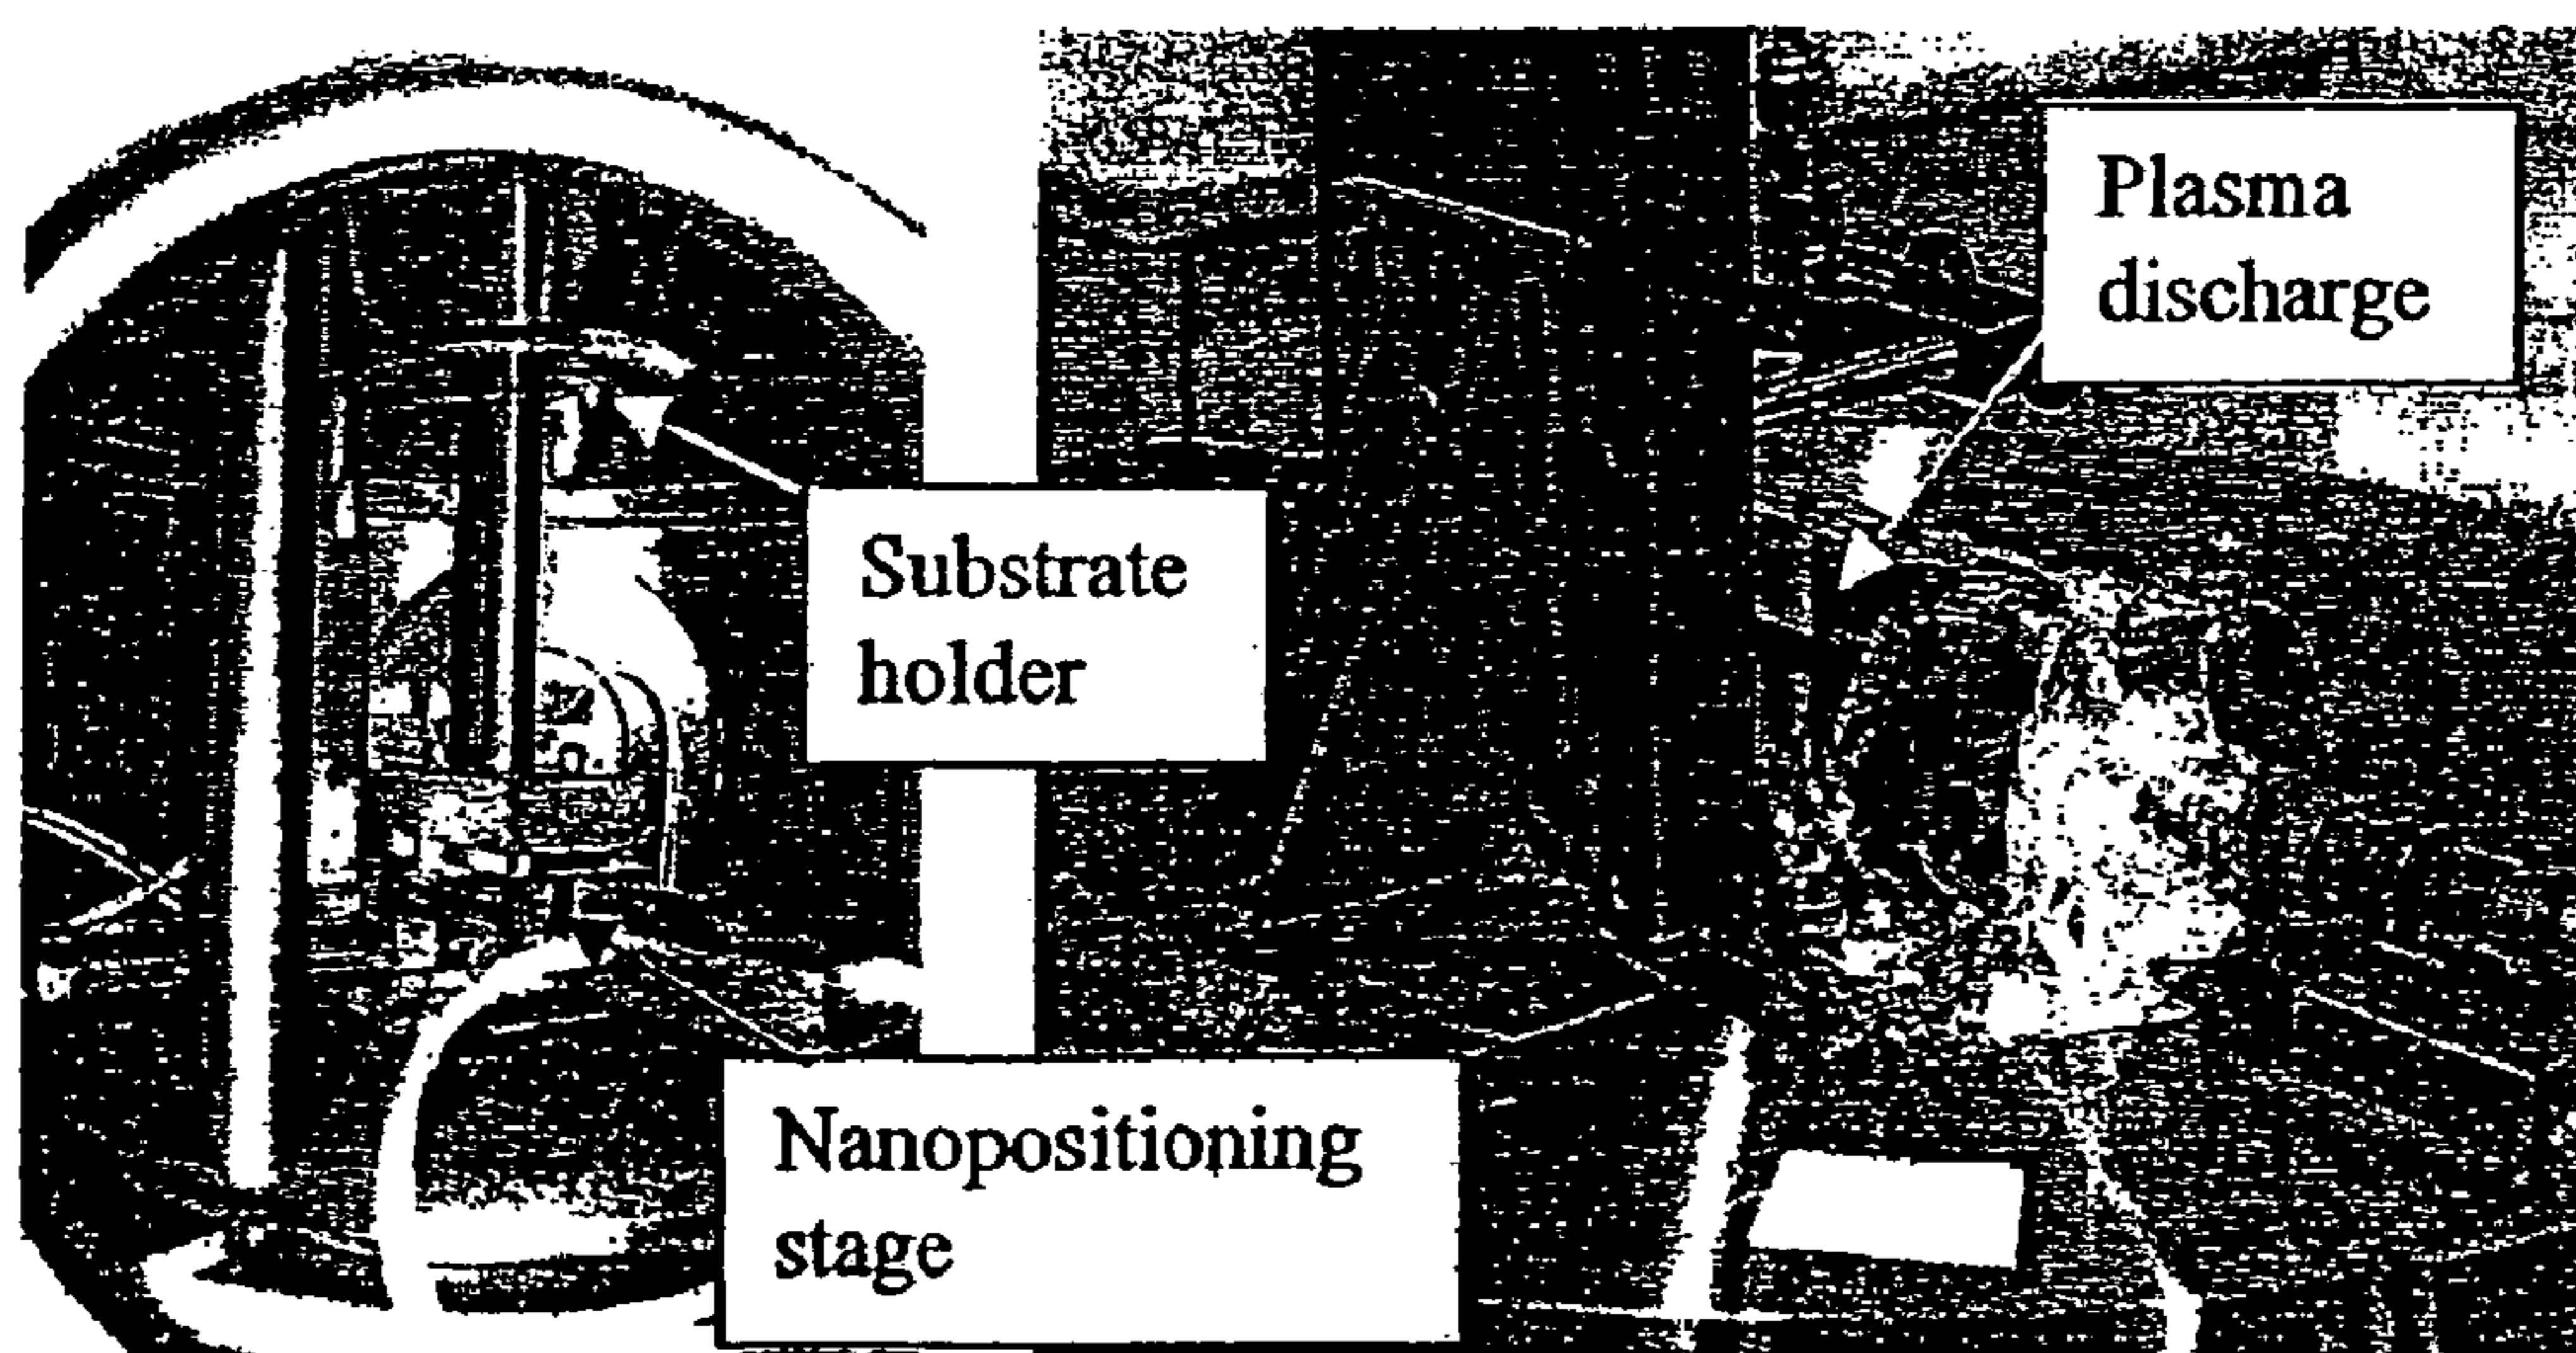 Plasma
discharge
Substrate
holder
Nanopositioning
stage